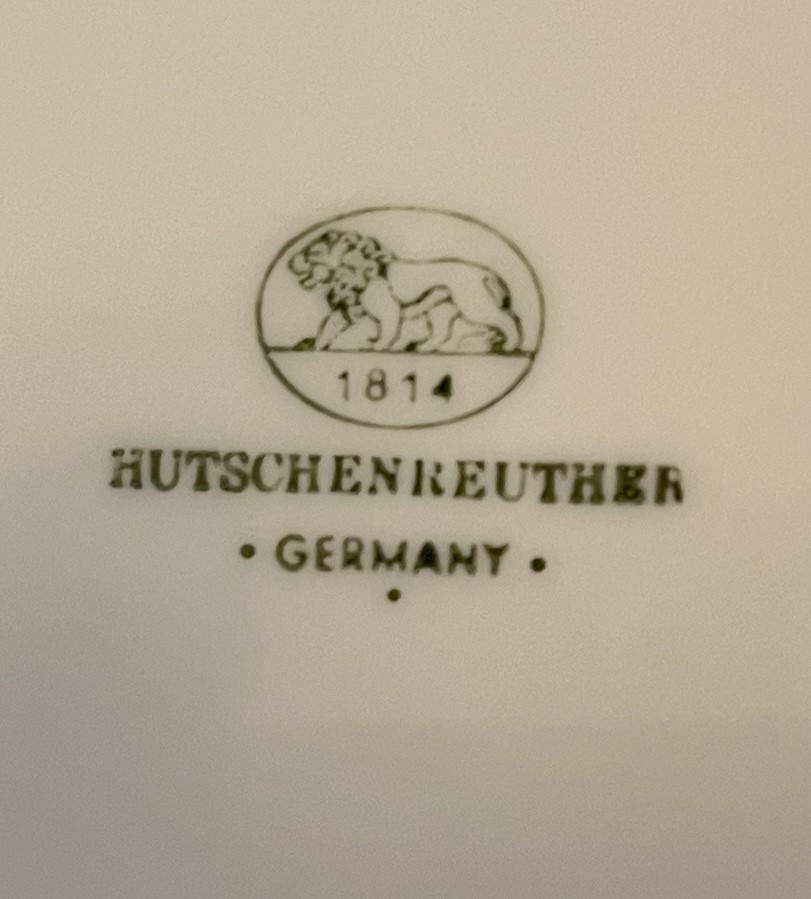 1814
HUTSCHENREUTHER
• GERMANY •
•